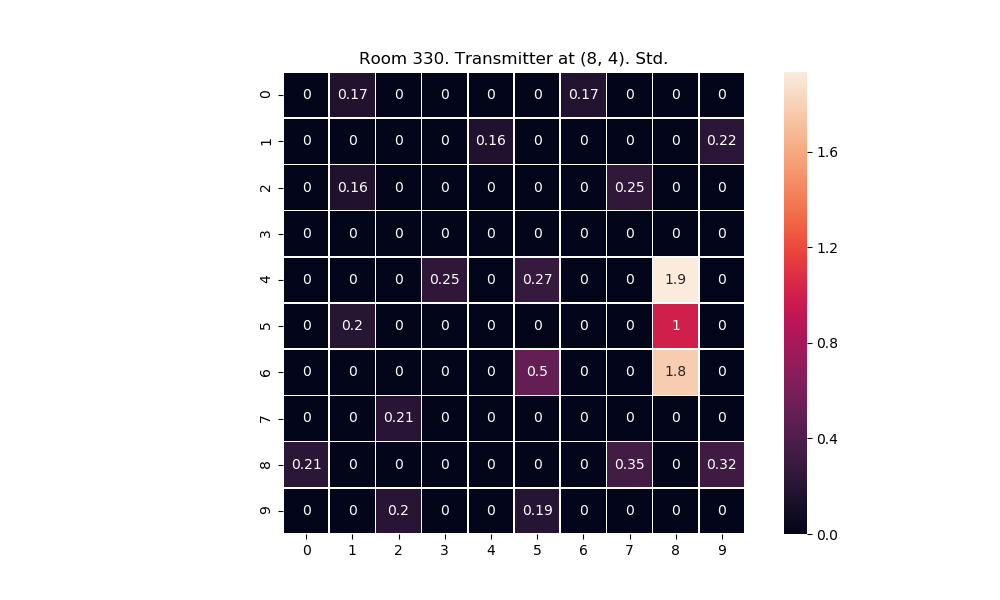 Room 330. Transmitter at (8, 4). Std.
0 0 0.17 0 0 0 0 0.17 0 0 0
1 0 0 0 0 0.16 0 0 0 0 0.22
2 0 0.16 0 0 0 0 0 0.25 0 0
3 0 0 0 0 0 0 0 0 0 0
4 0 0 0 0.25 0 0.27 0 0 1.9 0
5 0 0.2 0 0 0 0 0 0 1 0
6 0 0 0 0 0 0.5 0 0 1.8 0
7 0 0 0.21 0 0 0 0 0 0 0
8 0.21 0 0 0 0 0 0 0.35 0 0.32
9 0 0 0.2 0 0 0.19 0 0 0 0
0 1 2 3 4 5 6 7 8 9
1.6
1.2
0.8
0.4
0.0